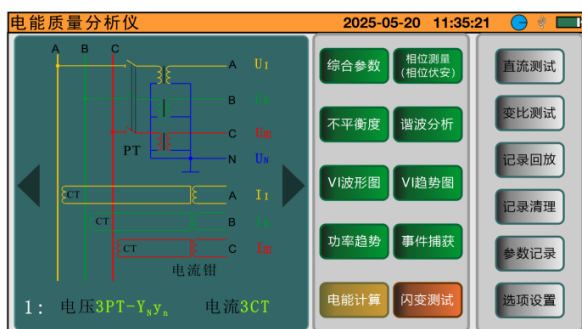 电能质量分析仪 2025-05-20 11:35:21
A B C
A U₁
B
C Uₘ
PT
N Uₙ
CT A I₁
CT B
CT C Iₘ
电流钳
1: 电压3PT-YₙYₙ 电流3CT
综合参数
相位测量
(相位伏安)
不平衡度
谐波分析
VI波形图
VI趋势图
功率趋势
事件捕获
电能计算
闪变测试
直流测试
变比测试
记录回放
记录清理
参数记录
选项设置